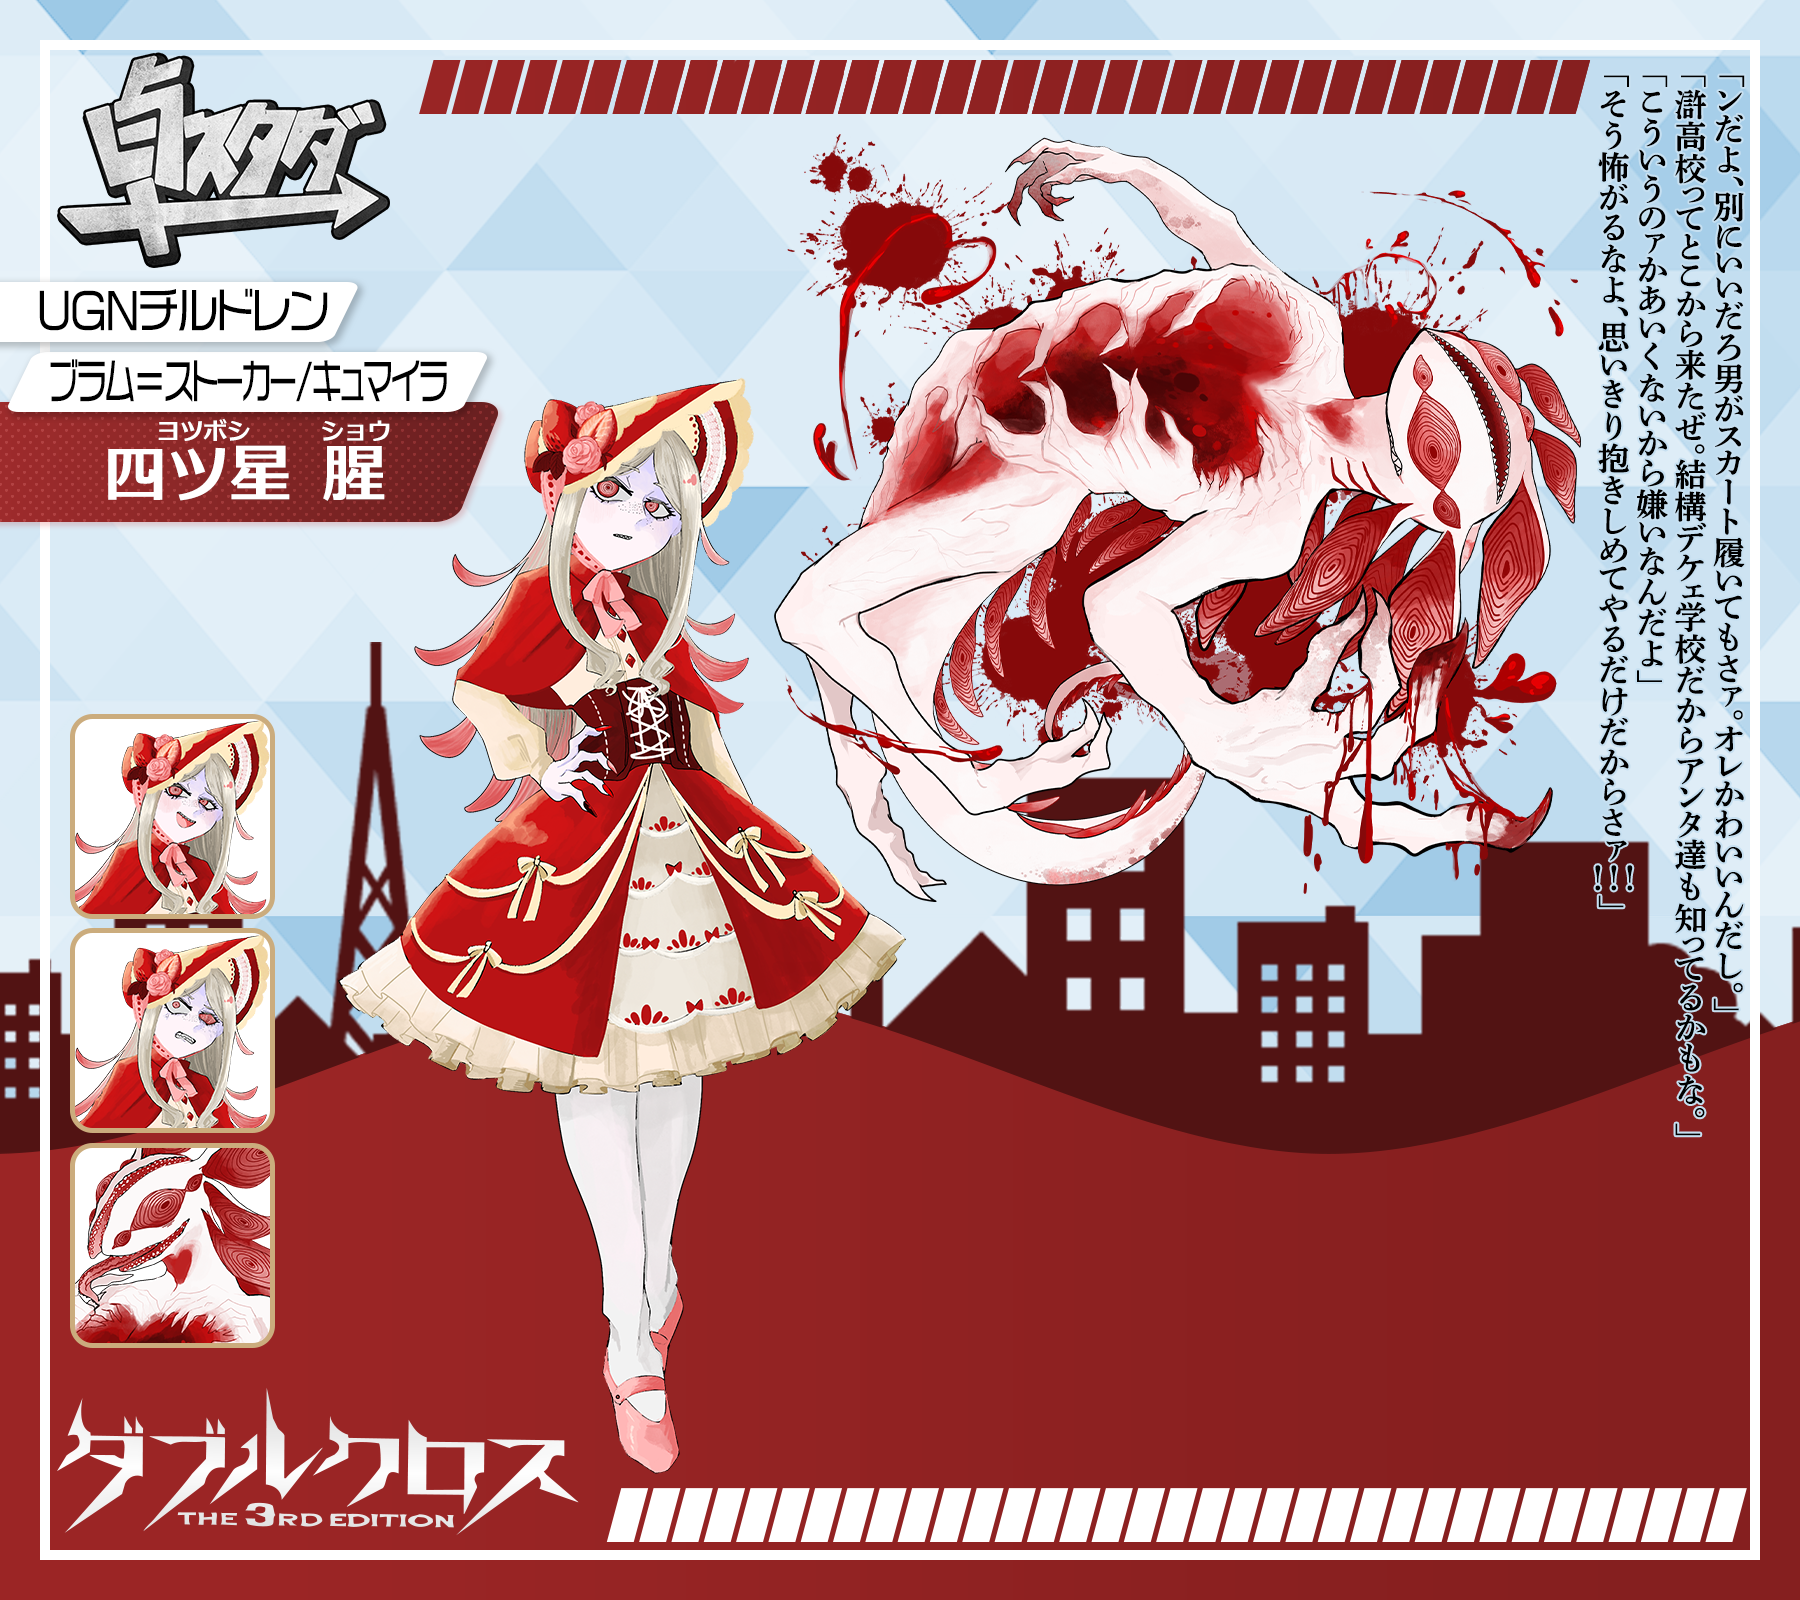 卓スタダ
UGNチルドレン
ブラム=ストーカー/キュマイラ
ヨツボシ ショウ
四ツ星 腥
「ンだよ、別にいいだろ男がスカート履いてもさァ。オレかわいいんだし。」
「滸高校ってとこから来たぜ。結構デケェ学校だからアンタ達も知ってるかもな。」
「こういうのァかあいくないから嫌いなんだよ」
「そう怖がるなよ、思いきり抱きしめてやるだけだからさァ!!!」
ダブルクロス
THE 3RD EDITION